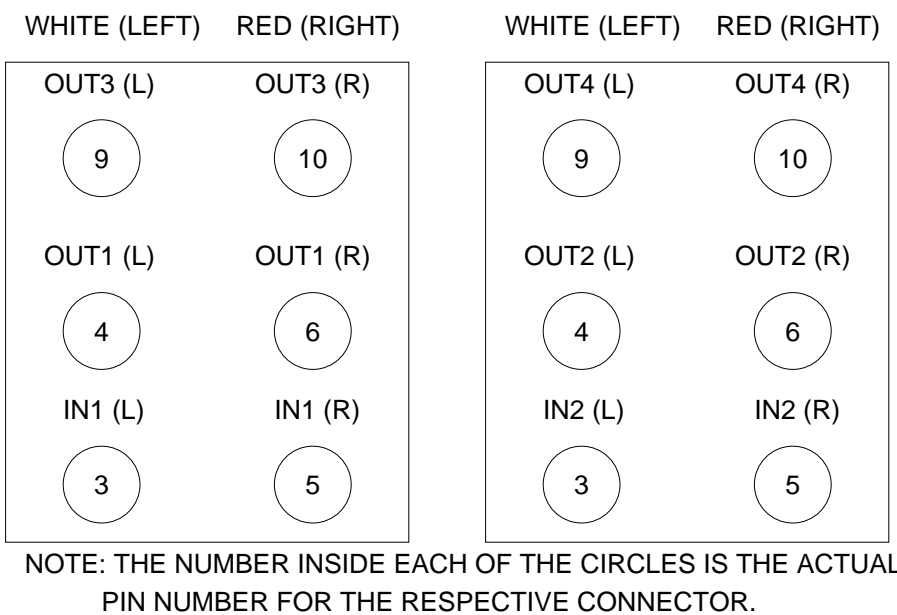 WHITE (LEFT) RED (RIGHT) WHITE (LEFT) RED (RIGHT)
OUT3 (L) OUT3 (R) OUT4 (L) OUT4 (R)
9 10 9 10
OUT1 (L) OUT1 (R) OUT2 (L) OUT2 (R)
4 6 4 6
IN1 (L) IN1 (R) IN2 (L) IN2 (R)
3 5 3 5
NOTE: THE NUMBER INSIDE EACH OF THE CIRCLES IS THE ACTUAL
PIN NUMBER FOR THE RESPECTIVE CONNECTOR.